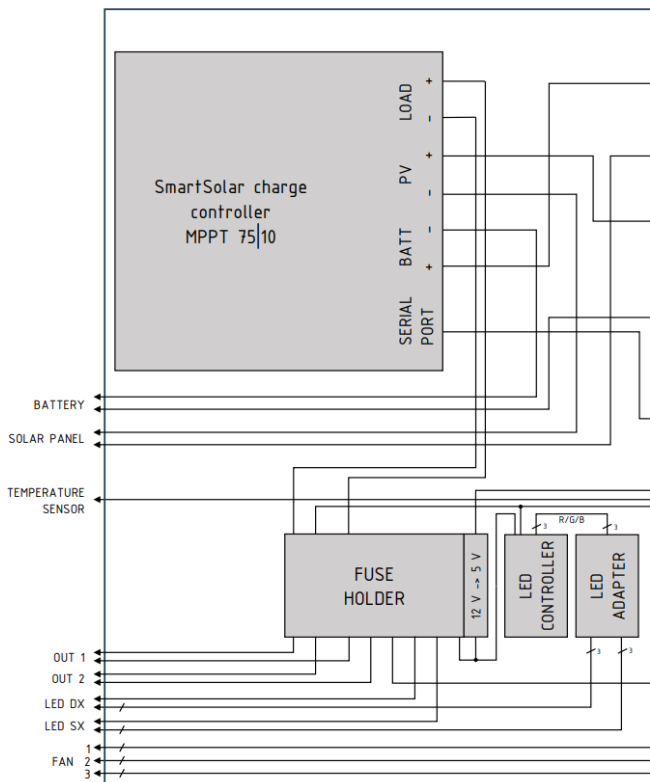 SmartSolar charge
controller
MPPT 75|10
LOAD
+
-
PV
+
-
BATT
-
+
SERIAL
PORT
BATTERY
SOLAR PANEL
TEMPERATURE
SENSOR
R/G/B
3
3
FUSE
HOLDER
12 V -> 5 V
LED
CONTROLLER
LED
ADAPTER
3
3
OUT 1
OUT 2
LED DX
LED SX
1
FAN 2
3